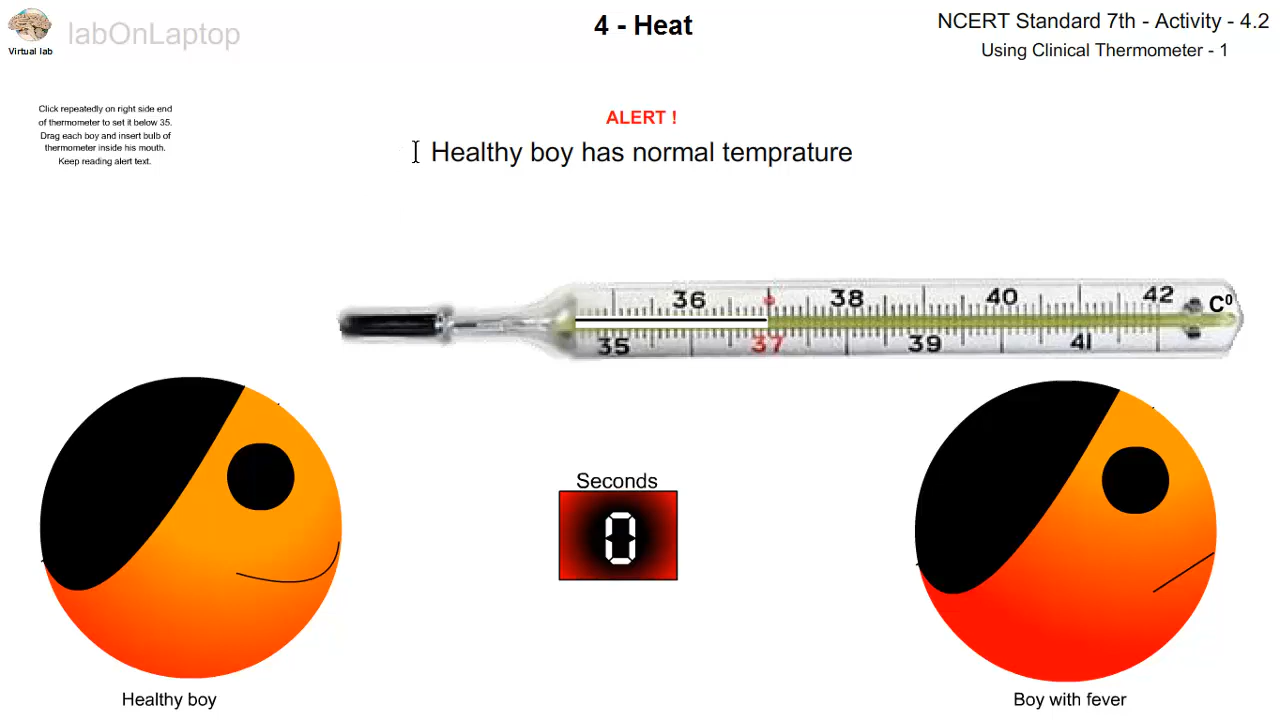 Virtual lab
labOnLaptop
4 - Heat
NCERT Standard 7th - Activity - 4.2
Using Clinical Thermometer - 1
Click repeatedly on right side end
of thermometer to set it below 35.
Drag each boy and insert bulb of
thermometer inside his mouth.
Keep reading alert text.
ALERT !
Healthy boy has normal temprature
36 38 40 42 C⁰
35 37 39 41
Seconds
0
Healthy boy
Boy with fever